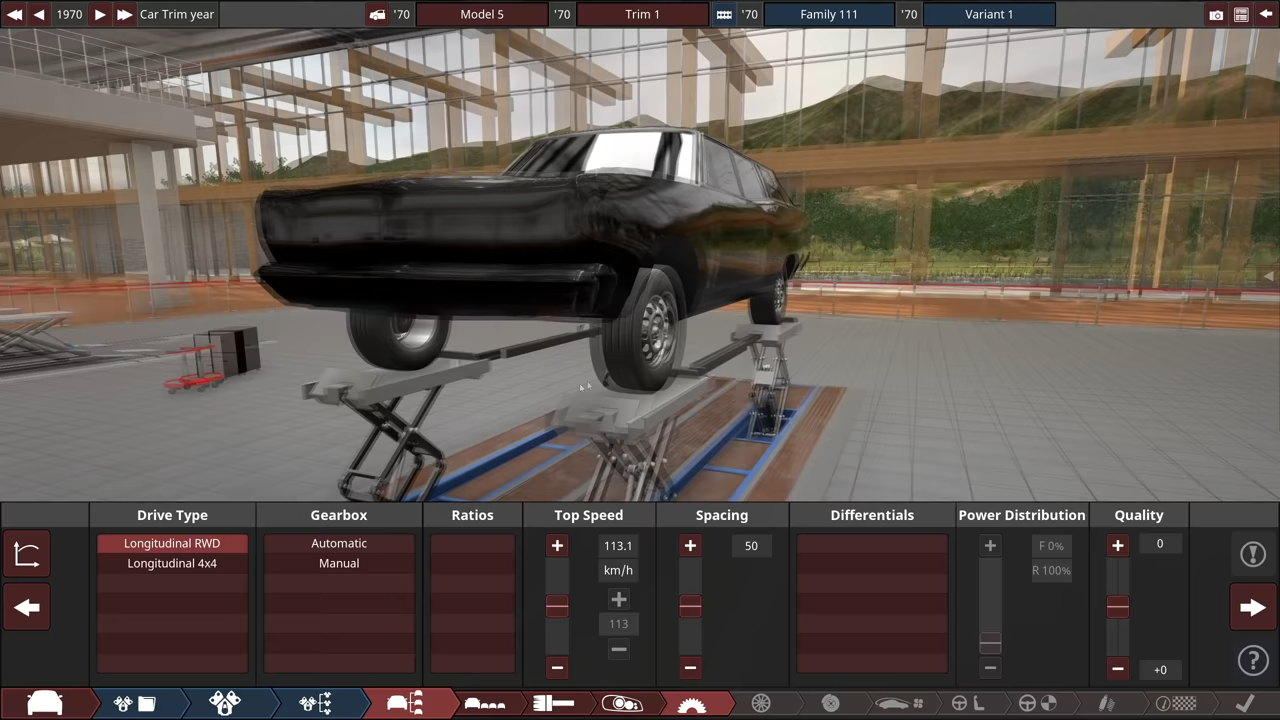 1970 Car Trim year '70 Model 5 '70 Trim 1 '70 Family 111 '70 Variant 1
Drive Type Gearbox Ratios Top Speed Spacing Differentials Power Distribution Quality
Longitudinal RWD Automatic + 113.1 + 50 + F 0% + 0
Longitudinal 4x4 Manual km/h R 100%
+
113
- - - - - +0